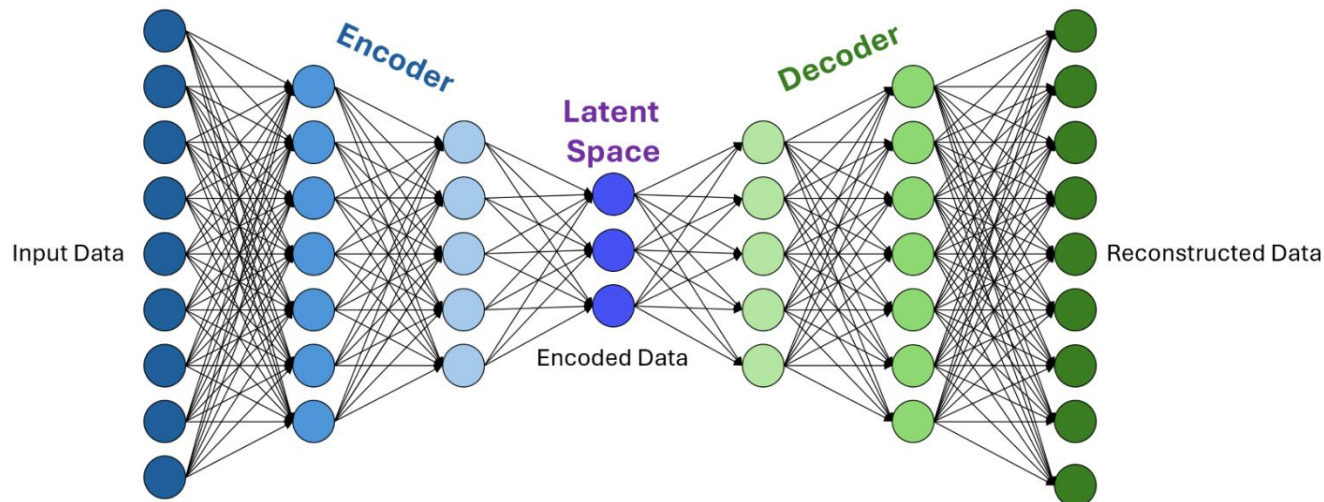 Encoder
Decoder
Latent
Space
Input Data
Reconstructed Data
Encoded Data